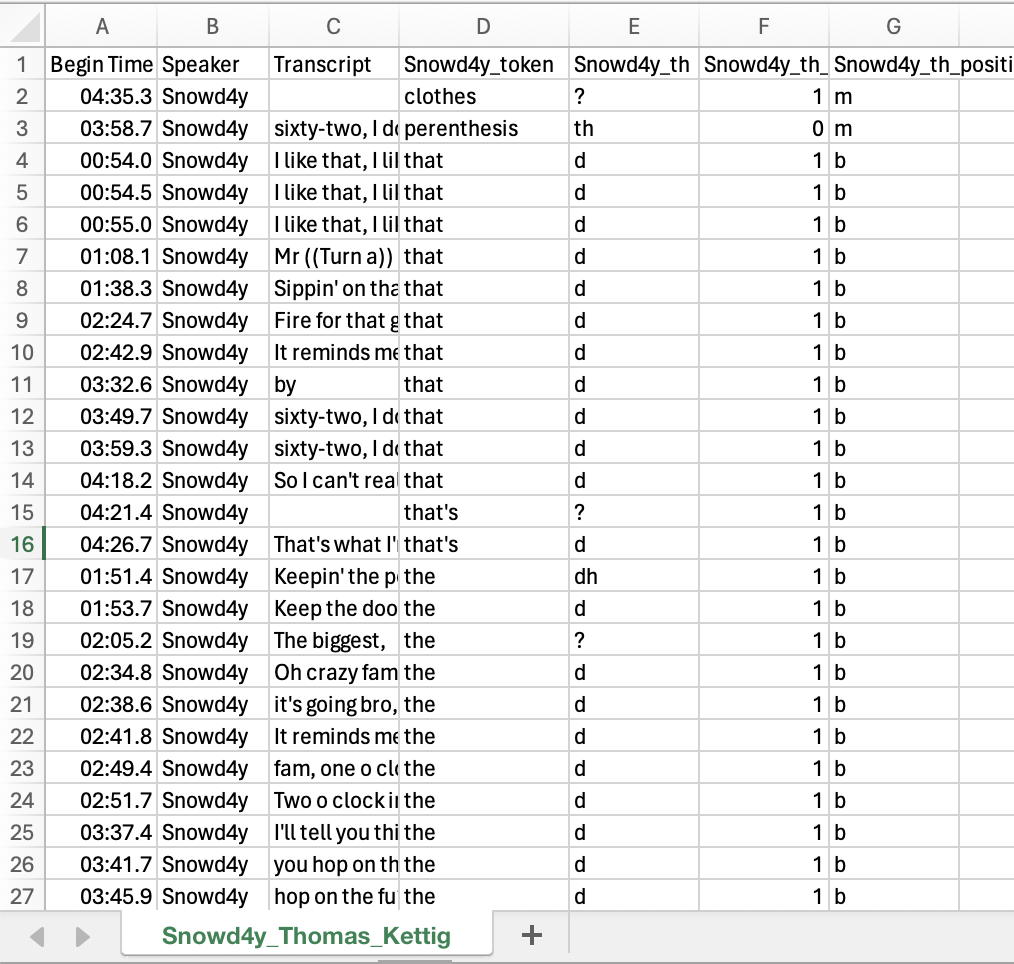 A B C D E F G
1 Begin Time Speaker Transcript Snowd4y_token Snowd4y_th Snowd4y_th_ Snowd4y_th_positi
2 04:35.3 Snowd4y clothes ? 1 m
3 03:58.7 Snowd4y sixty-two, I do perenthesis th 0 m
4 00:54.0 Snowd4y I like that, I lil that d 1 b
5 00:54.5 Snowd4y I like that, I lil that d 1 b
6 00:55.0 Snowd4y I like that, I lil that d 1 b
7 01:08.1 Snowd4y Mr ((Turn a)) that d 1 b
8 01:38.3 Snowd4y Sippin' on tha that d 1 b
9 02:24.7 Snowd4y Fire for that g that d 1 b
10 02:42.9 Snowd4y It reminds me that d 1 b
11 03:32.6 Snowd4y by that d 1 b
12 03:49.7 Snowd4y sixty-two, I do that d 1 b
13 03:59.3 Snowd4y sixty-two, I do that d 1 b
14 04:18.2 Snowd4y So I can't real that d 1 b
15 04:21.4 Snowd4y that's ? 1 b
16 04:26.7 Snowd4y That's what I'm that's d 1 b
17 01:51.4 Snowd4y Keepin' the p that the dh 1 b
18 01:53.7 Snowd4y Keep the doo the d 1 b
19 02:05.2 Snowd4y The biggest, the ? 1 b
20 02:34.8 Snowd4y Oh crazy fam the d 1 b
21 02:38.6 Snowd4y it's going bro, the d 1 b
22 02:41.8 Snowd4y It reminds me the d 1 b
23 02:49.4 Snowd4y fam, one o clo the d 1 b
24 02:51.7 Snowd4y Two o clock in the d 1 b
25 03:37.4 Snowd4y I'll tell you thi the d 1 b
26 03:41.7 Snowd4y you hop on th the d 1 b
27 03:45.9 Snowd4y hop on the fu the d 1 b
Snowd4y_Thomas_Kettig